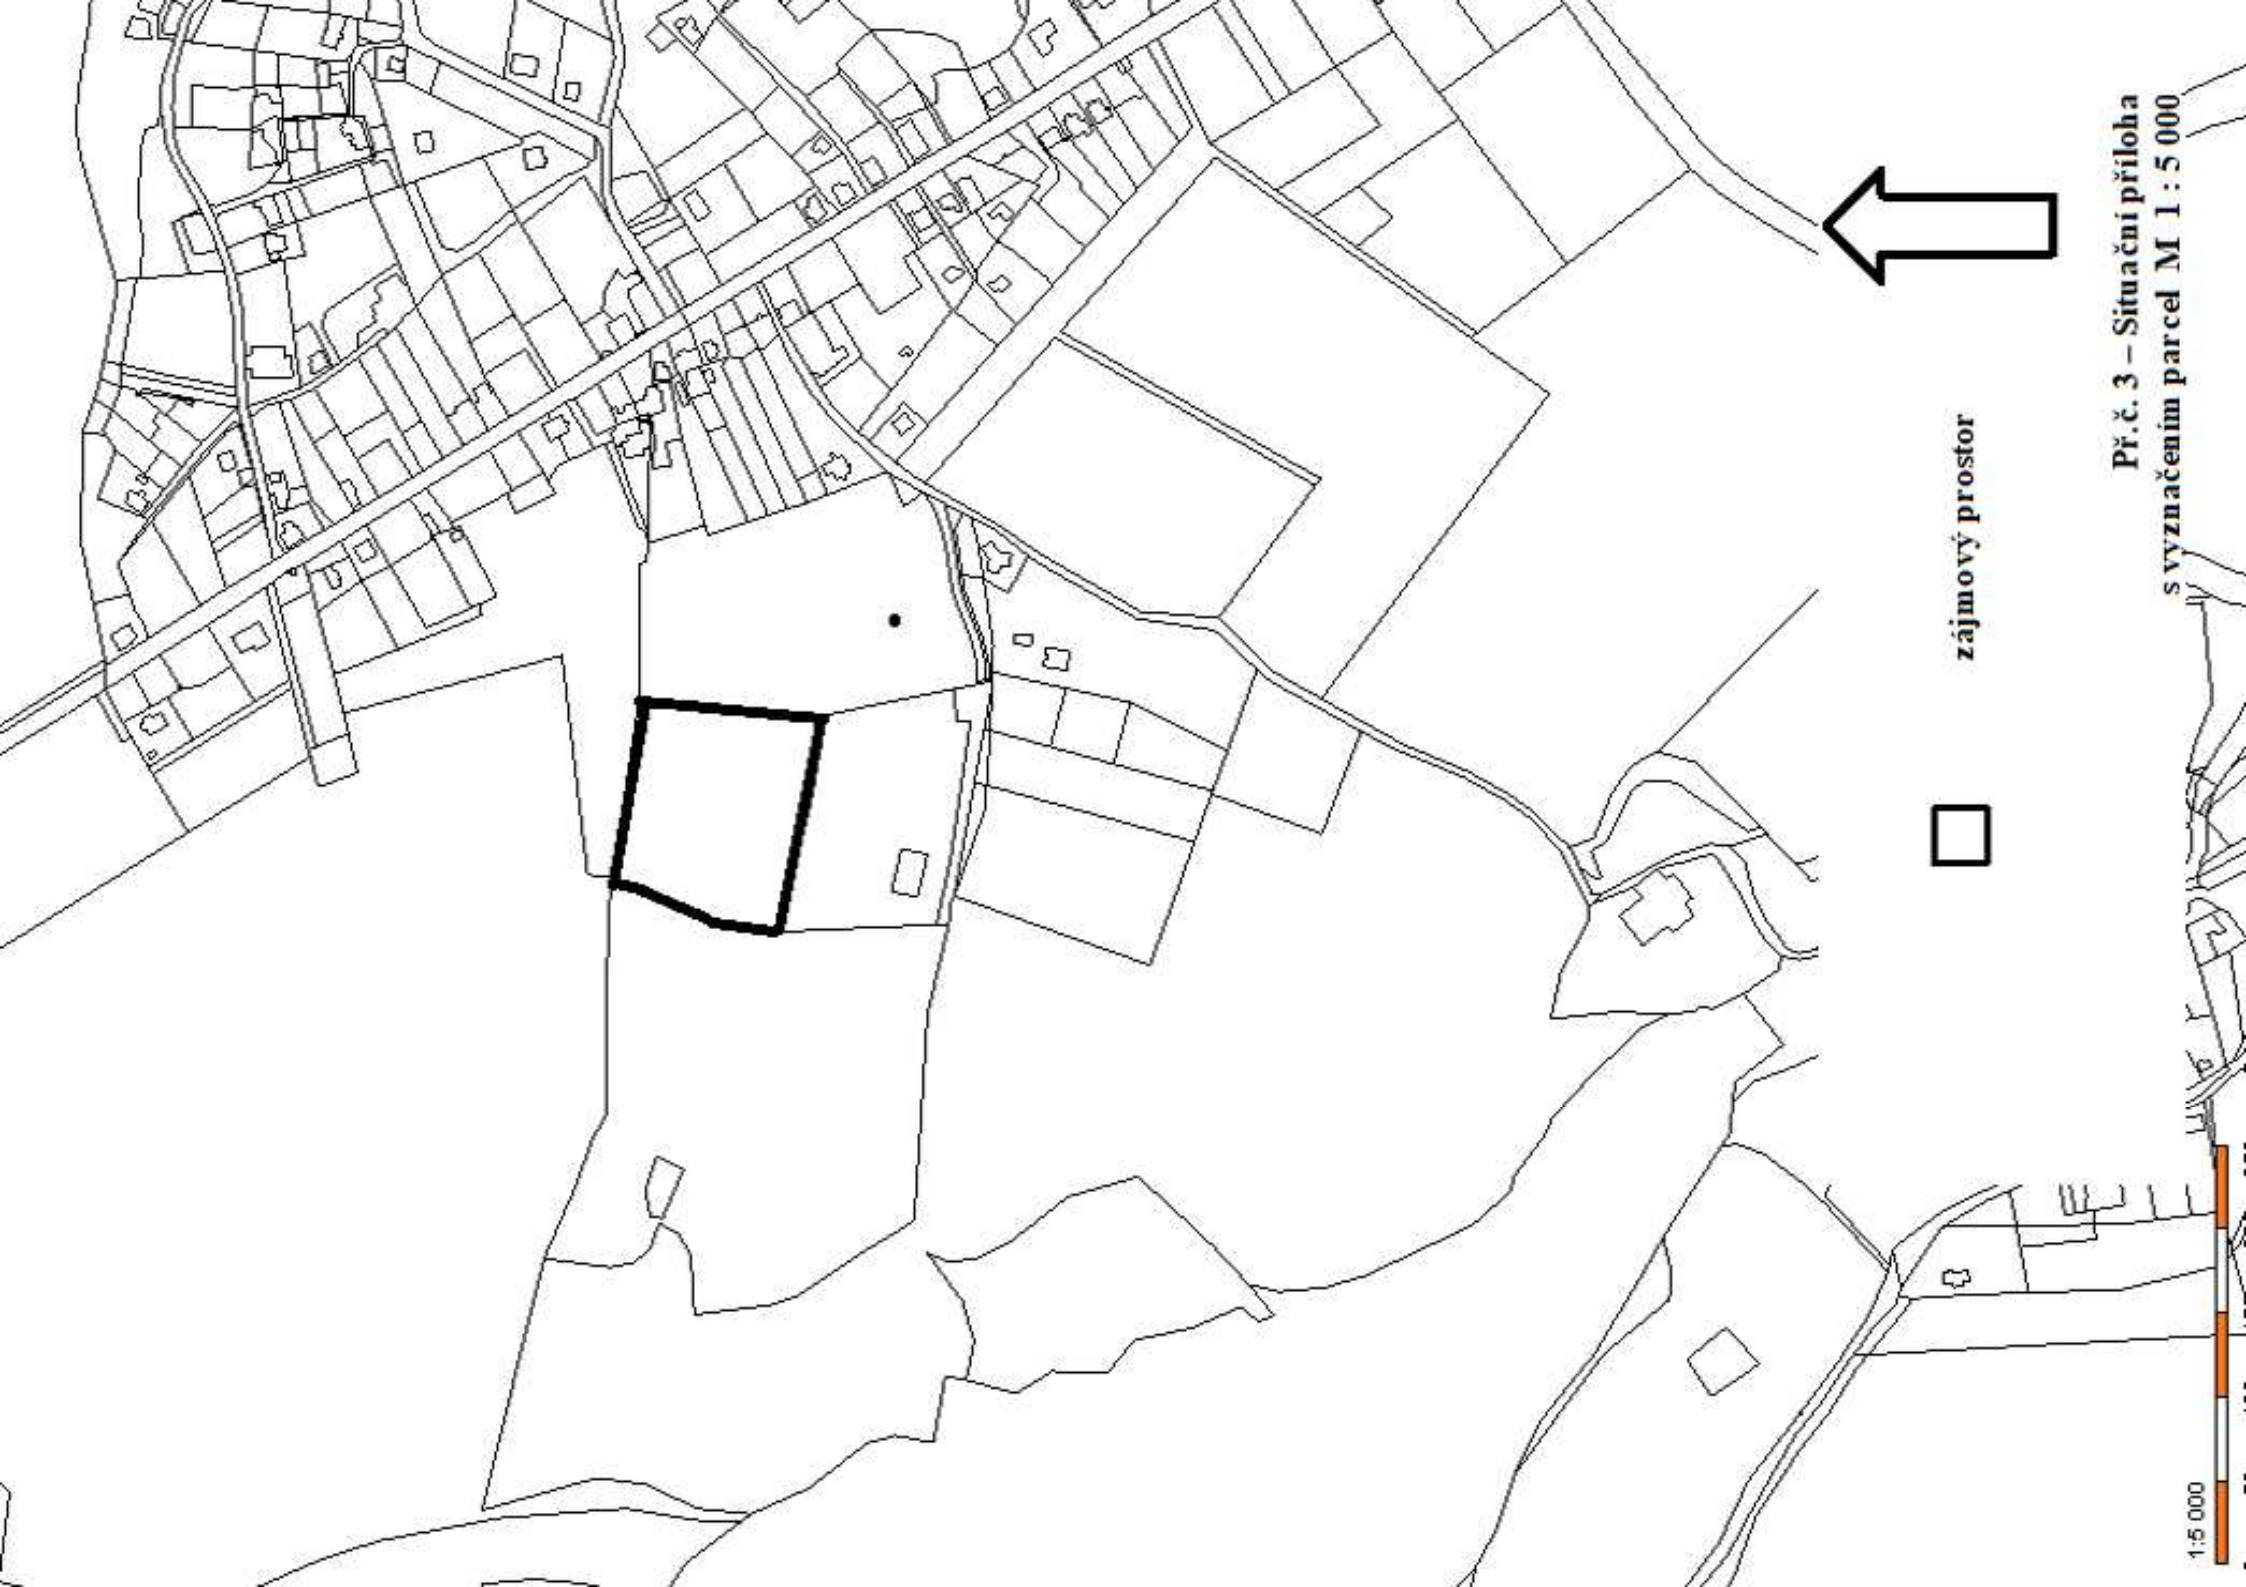 Př.č. 3 – Situační příloha
s vyznačením parcel M 1 : 5 000
zájmový prostor
1:5 000